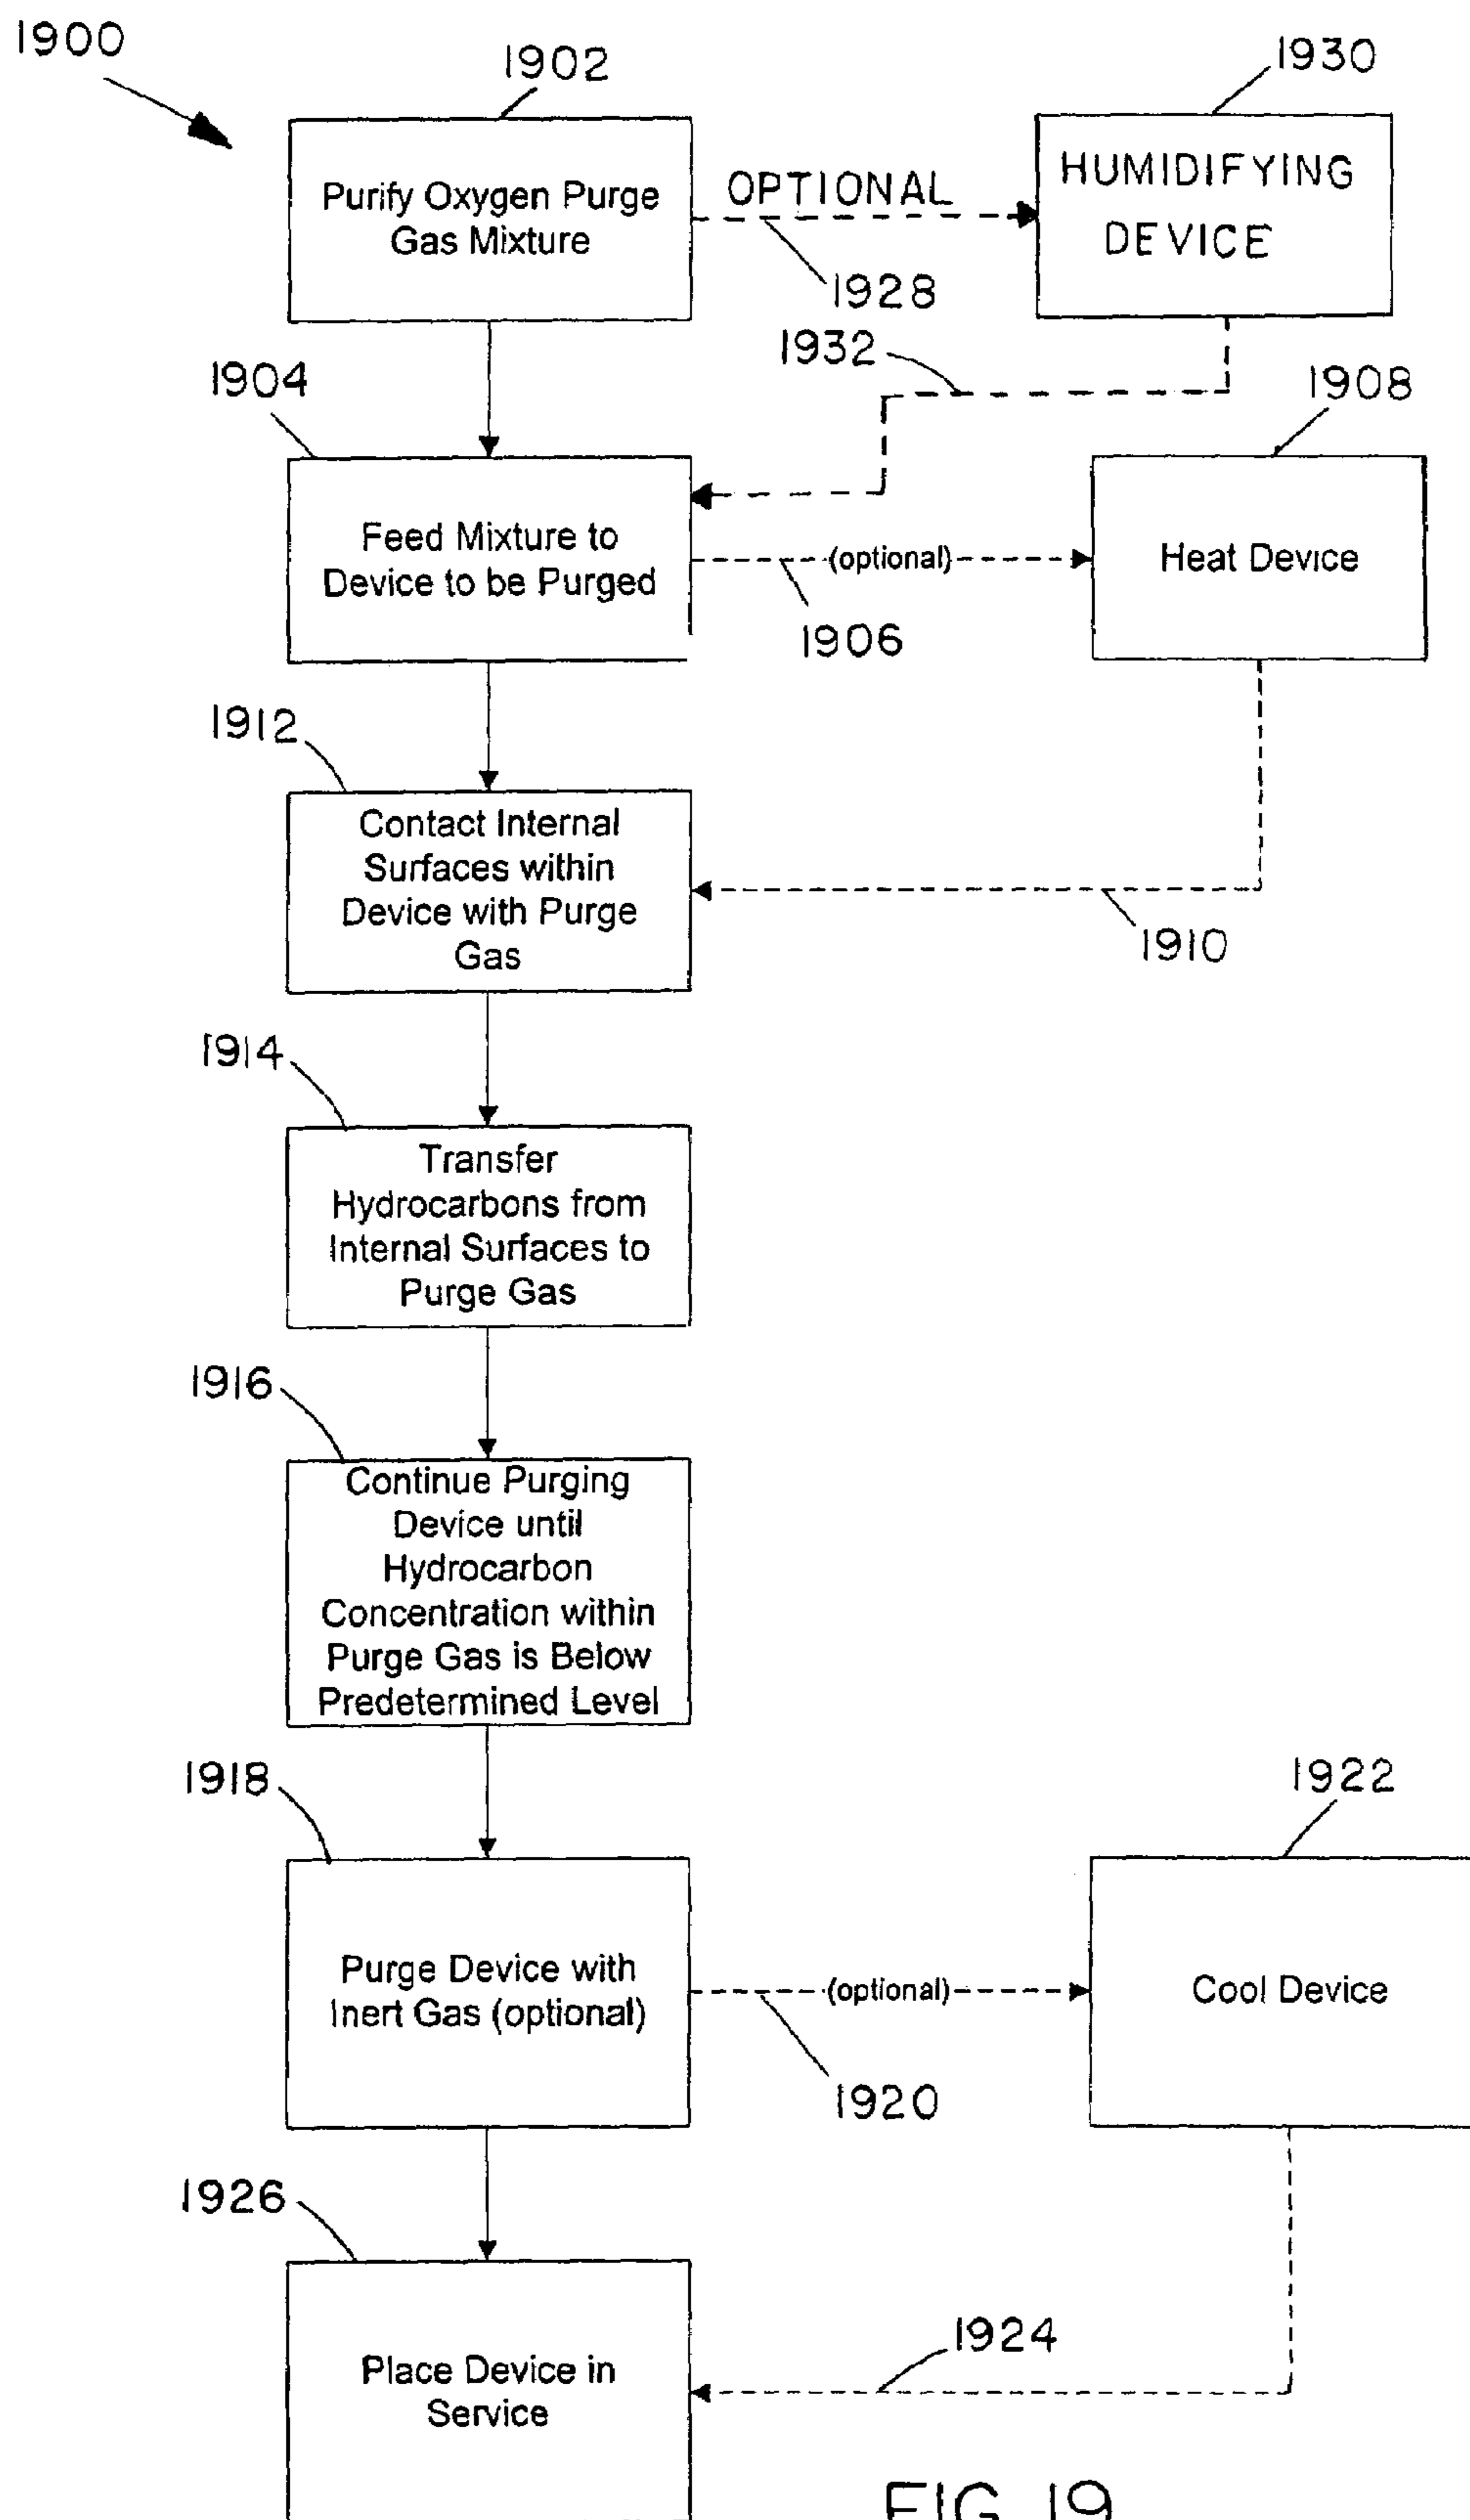 1900
1902
1930
Purify Oxygen Purge
Gas Mixture
OPTIONAL
HUMIDIFYING
DEVICE
1928
1932
1904
1908
Feed Mixture to
Device to be Purged
(optional)
Heat Device
1906
1912
Contact Internal
Surfaces within
Device with Purge
Gas
1910
1914
Transfer
Hydrocarbons from
Internal Surfaces to
Purge Gas
1916
Continue Purging
Device until
Hydrocarbon
Concentration within
Purge Gas is Below
Predetermined Level
1918
1922
Purge Device with
Inert Gas (optional)
(optional)
Cool Device
1920
1926
1924
Place Device in
Service
FIG. 19